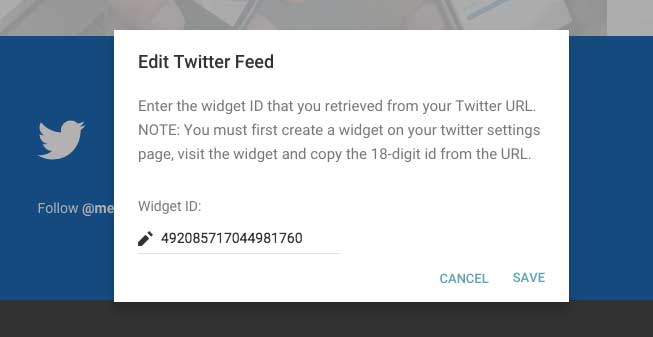 Edit Twitter Feed
Enter the widget ID that you retrieved from your Twitter URL.
NOTE: You must first create a widget on your twitter settings
page, visit the widget and copy the 18-digit id from the URL.
Follow @me
Widget ID:
492085717044981760
CANCEL SAVE